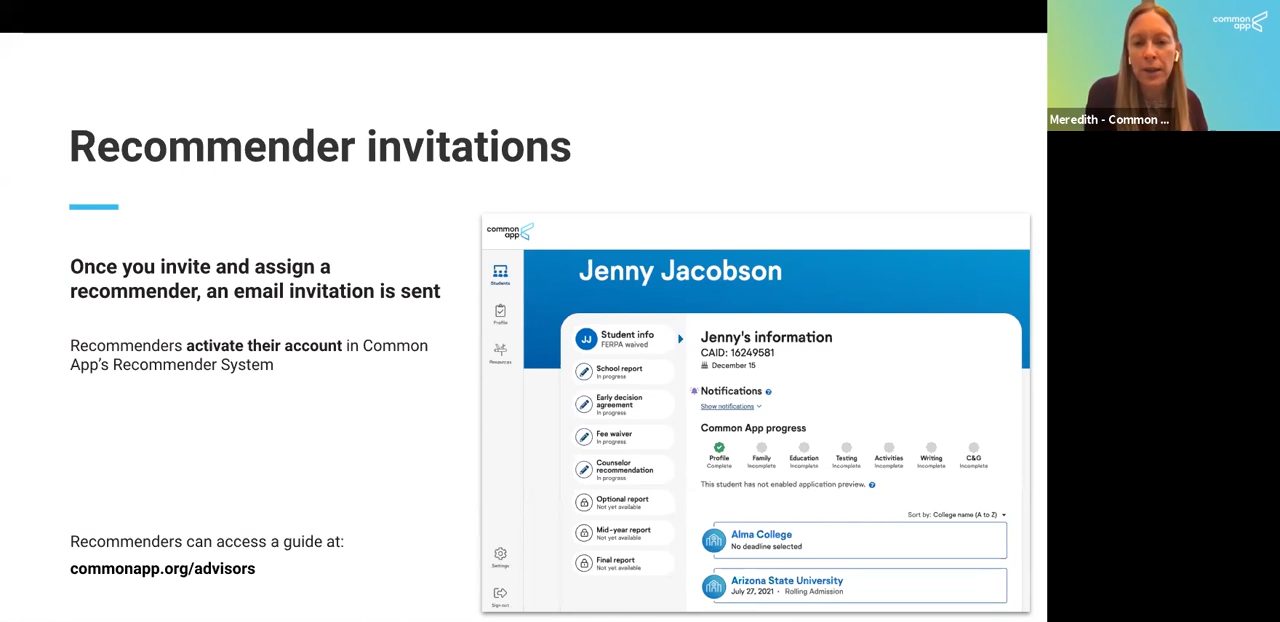 Recommender invitations
Once you invite and assign a
recommender, an email invitation is sent
Recommenders activate their account in Common
App's Recommender System
Recommenders can access a guide at:
commonapp.org/advisors
common
app
Students
Profile
Resources
Settings
Sign out
Jenny Jacobson
JJ
Student info
FERPA waived
School report
In progress
Early decision
agreement
In progress
Fee waiver
In progress
Counselor
recommendation
In progress
Optional report
Not yet available
Mid-year report
Not yet available
Final report
Not yet available
Jenny's information
CAID: 16249581
December 15
Notifications ?
Show notifications
Common App progress
Profile Family Education Testing Activities Writing C&G
Complete Incomplete Incomplete Incomplete Incomplete Incomplete Incomplete
This student has not enabled application preview. ?
Sort by: College name (A to Z)
Alma College
No deadline selected
Arizona State University
July 27, 2021 · Rolling Admission
common
app
Meredith - Common ...